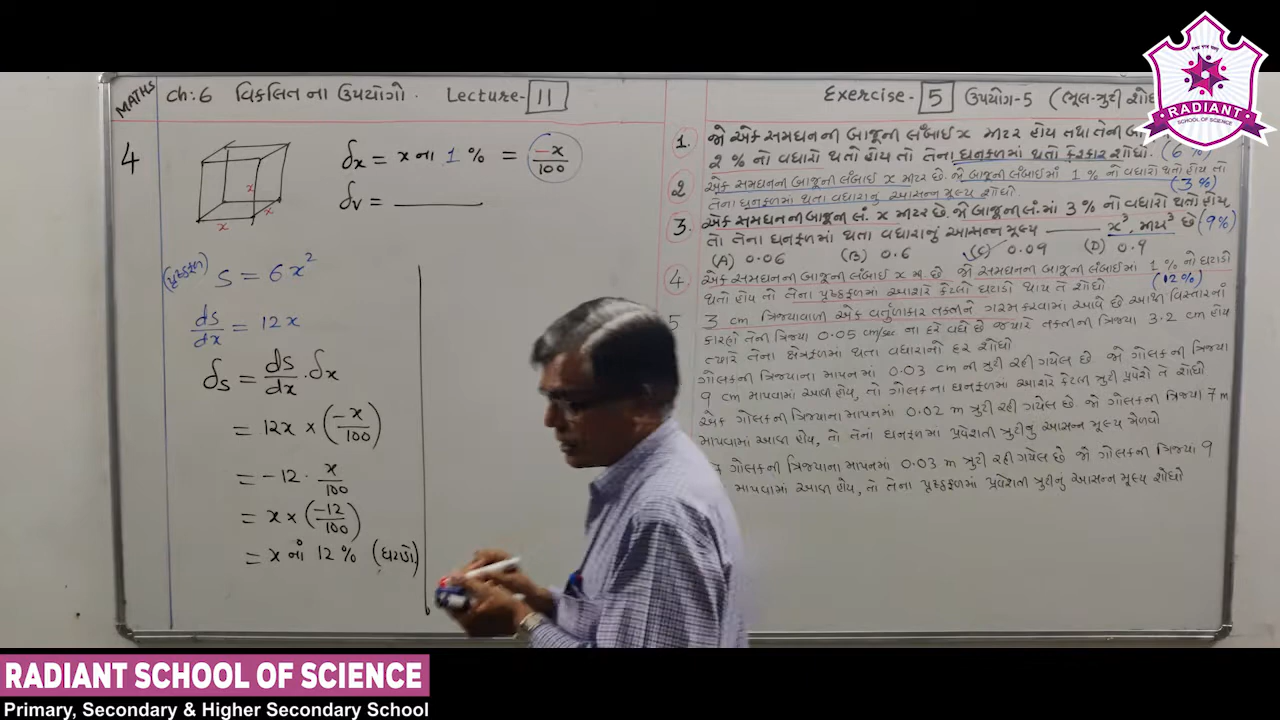 MATHS
ch:6 વિકલિત ના ઉપયોગો. Lecture-11
4
δx = x ના 1 % = -x/100
δv =
x
x
x
(પૃષ્ઠફળ) S = 6x²
ds/dx = 12x
δs = ds/dx . δx
= 12x × (-x/100)
= -12 . x/100
= x × (-12/100)
= x નાં 12 % (ઘટાડો)
Exercise-5 ઉપયોગ-5 (ભૂલ-ત્રુટી
1. જો એક સમઘનની બાજૂની લંબાઈ x મીટર હોય તથા તેની
2 % નો વધારો થતો હોય તો તેના ઘનફળમાં થતો ફેરફાર શોધો. (6 %)
2 એક સમઘનની બાજૂની લંબાઈ x મીટર છે. જો બાજૂની લંબાઈમાં 1 % નો વધારો થતો હોય તો
તેના ઘનફળમાં થતા વધારાનું આસન્ન મૂલ્ય શોધો. (3 %)
3. એક સમઘનની બાજૂની લં. x મીટર છે. જો બાજૂની લં.માં 3 % નો વધારો થતો હોય
તો તેના ઘનફળમાં થતા વધારાનું આસન્ન મૂલ્ય x³ મીટર³ છે (9%)
(A) 0.06 (B) 0.6 (C) 0.09 (D) 0.9
4 એક સમઘનની બાજૂની લંબાઈ x મી. છે જો સમઘનની બાજૂની લંબાઈમાં 1 % નો ઘટાડો
થતો હોય તો તેના પૃષ્ઠફળમાં આશરે કેટલો ઘટાડો થાય તે શોધો (12%)
5 3 cm ત્રિજ્યાવાળી એક વર્તુળાકાર તકતીને ગરમ કરવામાં આવે છે આથી વિસ્તારનાં
કારણે તેની ત્રિજ્યા 0.05 cm/sec ના દરે વધે છે જ્યારે તકતીની ત્રિજ્યા 3.2 cm હોય
ત્યારે તેના ક્ષેત્રફળમાં થતા વધારાનો દર શોધો
ગોલકની ત્રિજ્યાના માપનમાં 0.03 cm ની ત્રુટી રહી ગયેલ છે જો ગોલકની ત્રિજ્યા
9 cm માપવામાં આવી હોય, તો ગોલકના ઘનફળમાં આશરે કેટલી ત્રુટી પ્રવેશે તે શોધો
એક ગોલકની ત્રિજ્યાના માપનમાં 0.02 m ત્રુટી રહી ગયેલ છે જો ગોલકની ત્રિજ્યા 7 m
માપવામાં આવી હોય, તો તેનાં ઘનફળમાં પ્રવેશતી ત્રુટીનું આસન્ન મૂલ્ય મેળવો
ગોલકની ત્રિજ્યાના માપનમાં 0.03 m ત્રુટી રહી ગયેલ છે જો ગોલકની ત્રિજ્યા 9
માપવામાં આવી હોય, તો તેના પૃષ્ઠફળમાં પ્રવેશતી ત્રુટીનું આસન્ન મૂલ્ય શોધો
RADIANT
SCHOOL OF SCIENCE
RADIANT SCHOOL OF SCIENCE
Primary, Secondary & Higher Secondary School